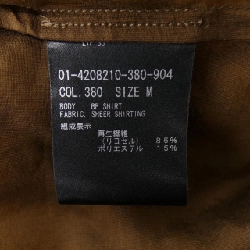 01-4208210-380-904
COL. 380 SIZE M
BODY : RF SHIRT
FABRIC. SHEER SHIRTING
組成表示
再生繊維
(リヨセル) 85%
ポリエステル 15%